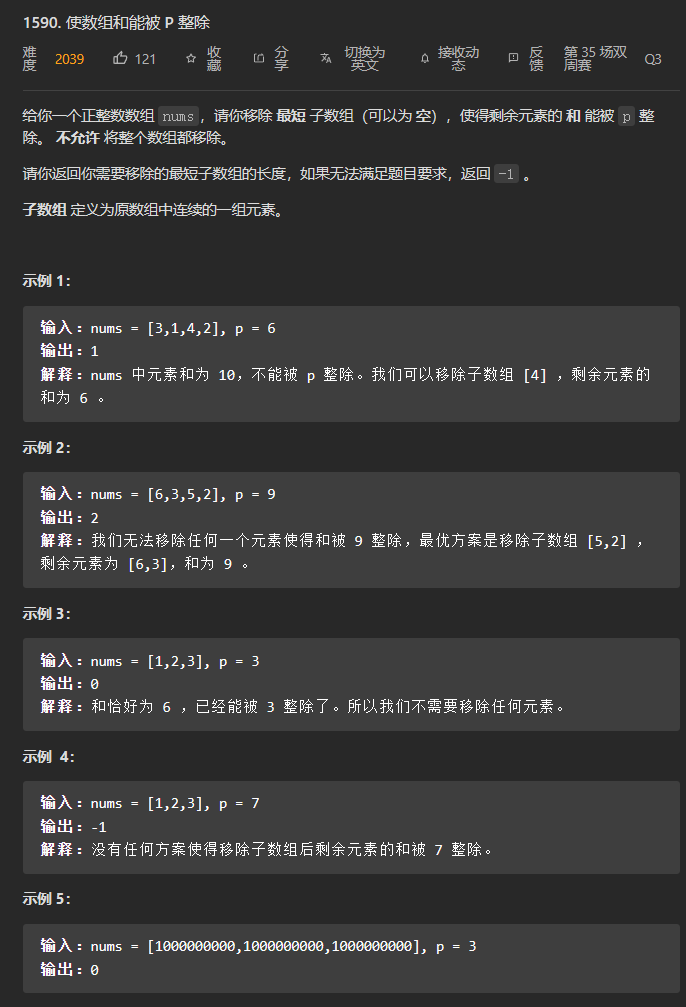 1590. 使数组和能被 P 整除
难度 2039 121 收藏 分享 切换为英文 接收动态 反馈 第 35 场双周赛 Q3
给你一个正整数数组 nums，请你移除 最短 子数组（可以为 空），使得剩余元素的 和 能被 p 整
除。 不允许 将整个数组都移除。
请你返回你需要移除的最短子数组的长度，如果无法满足题目要求，返回 -1 。
子数组 定义为原数组中连续的一组元素。
示例 1：
输入：nums = [3,1,4,2], p = 6
输出：1
解释：nums 中元素和为 10，不能被 p 整除。我们可以移除子数组 [4] ，剩余元素的
和为 6 。
示例 2：
输入：nums = [6,3,5,2], p = 9
输出：2
解释：我们无法移除任何一个元素使得和被 9 整除，最优方案是移除子数组 [5,2] ，
剩余元素为 [6,3]，和为 9 。
示例 3：
输入：nums = [1,2,3], p = 3
输出：0
解释：和恰好为 6 ，已经能被 3 整除了。所以我们不需要移除任何元素。
示例 4：
输入：nums = [1,2,3], p = 7
输出：-1
解释：没有任何方案使得移除子数组后剩余元素的和被 7 整除。
示例 5：
输入：nums = [1000000000,1000000000,1000000000], p = 3
输出：0